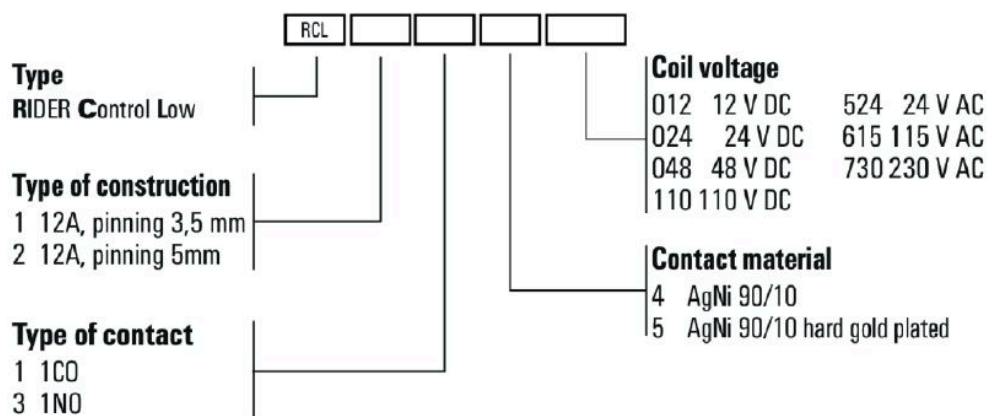 RCL
Type
RIDER Control Low
Type of construction
1 12A, pinning 3,5 mm
2 12A, pinning 5mm
Type of contact
1 1CO
3 1NO
Coil voltage
012 12 V DC 524 24 V AC
024 24 V DC 615 115 V AC
048 48 V DC 730 230 V AC
110 110 V DC
Contact material
4 AgNi 90/10
5 AgNi 90/10 hard gold plated